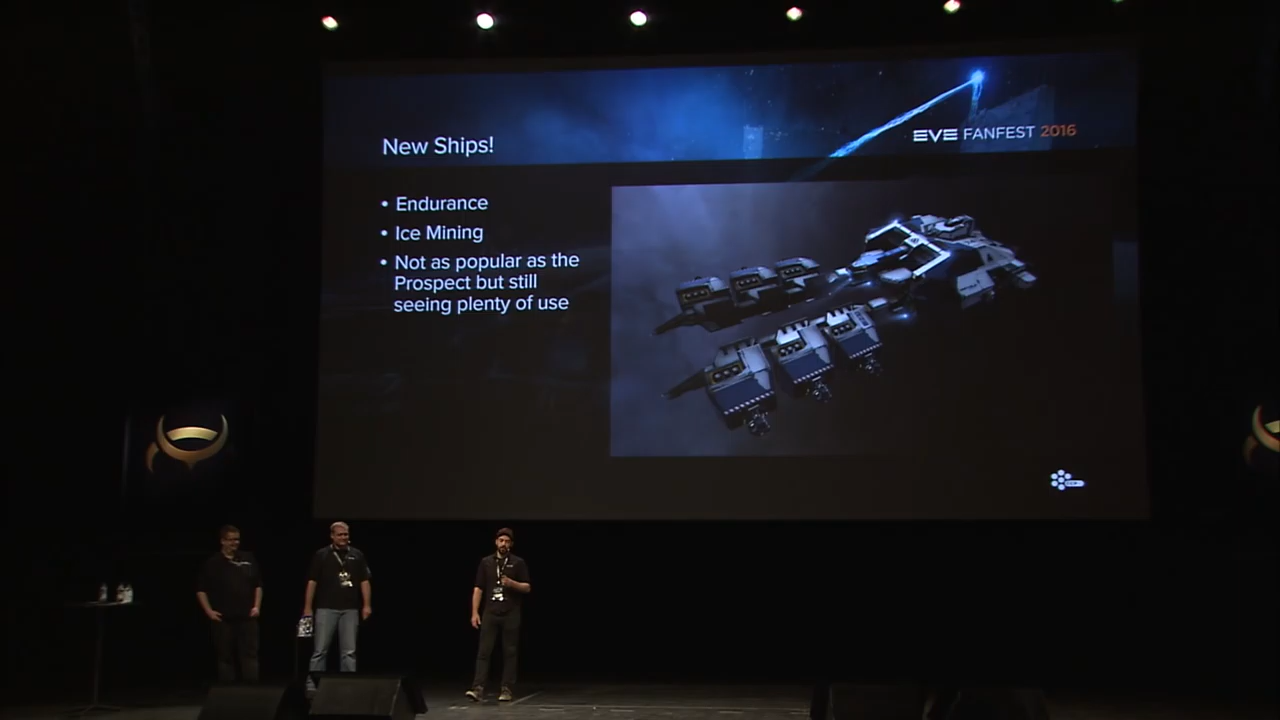 New Ships!
EVE FANFEST 2016
• Endurance
• Ice Mining
• Not as popular as the
Prospect but still
seeing plenty of use